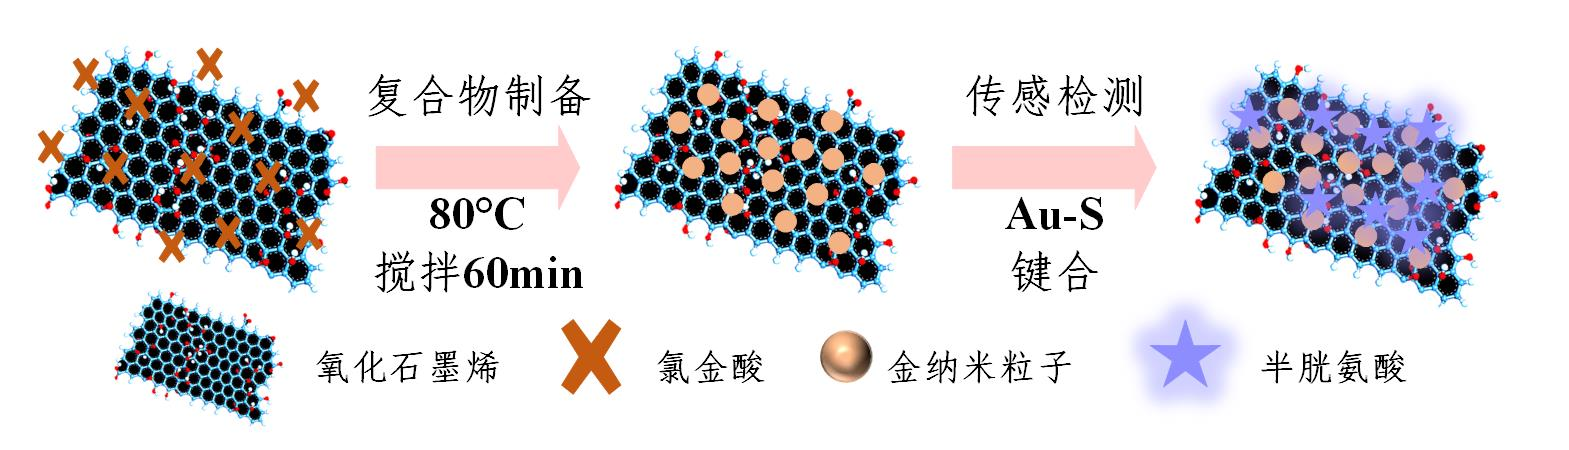 复合物制备
80°C
搅拌60min
传感检测
Au-S
键合
氧化石墨烯
氯金酸
金纳米粒子
半胱氨酸